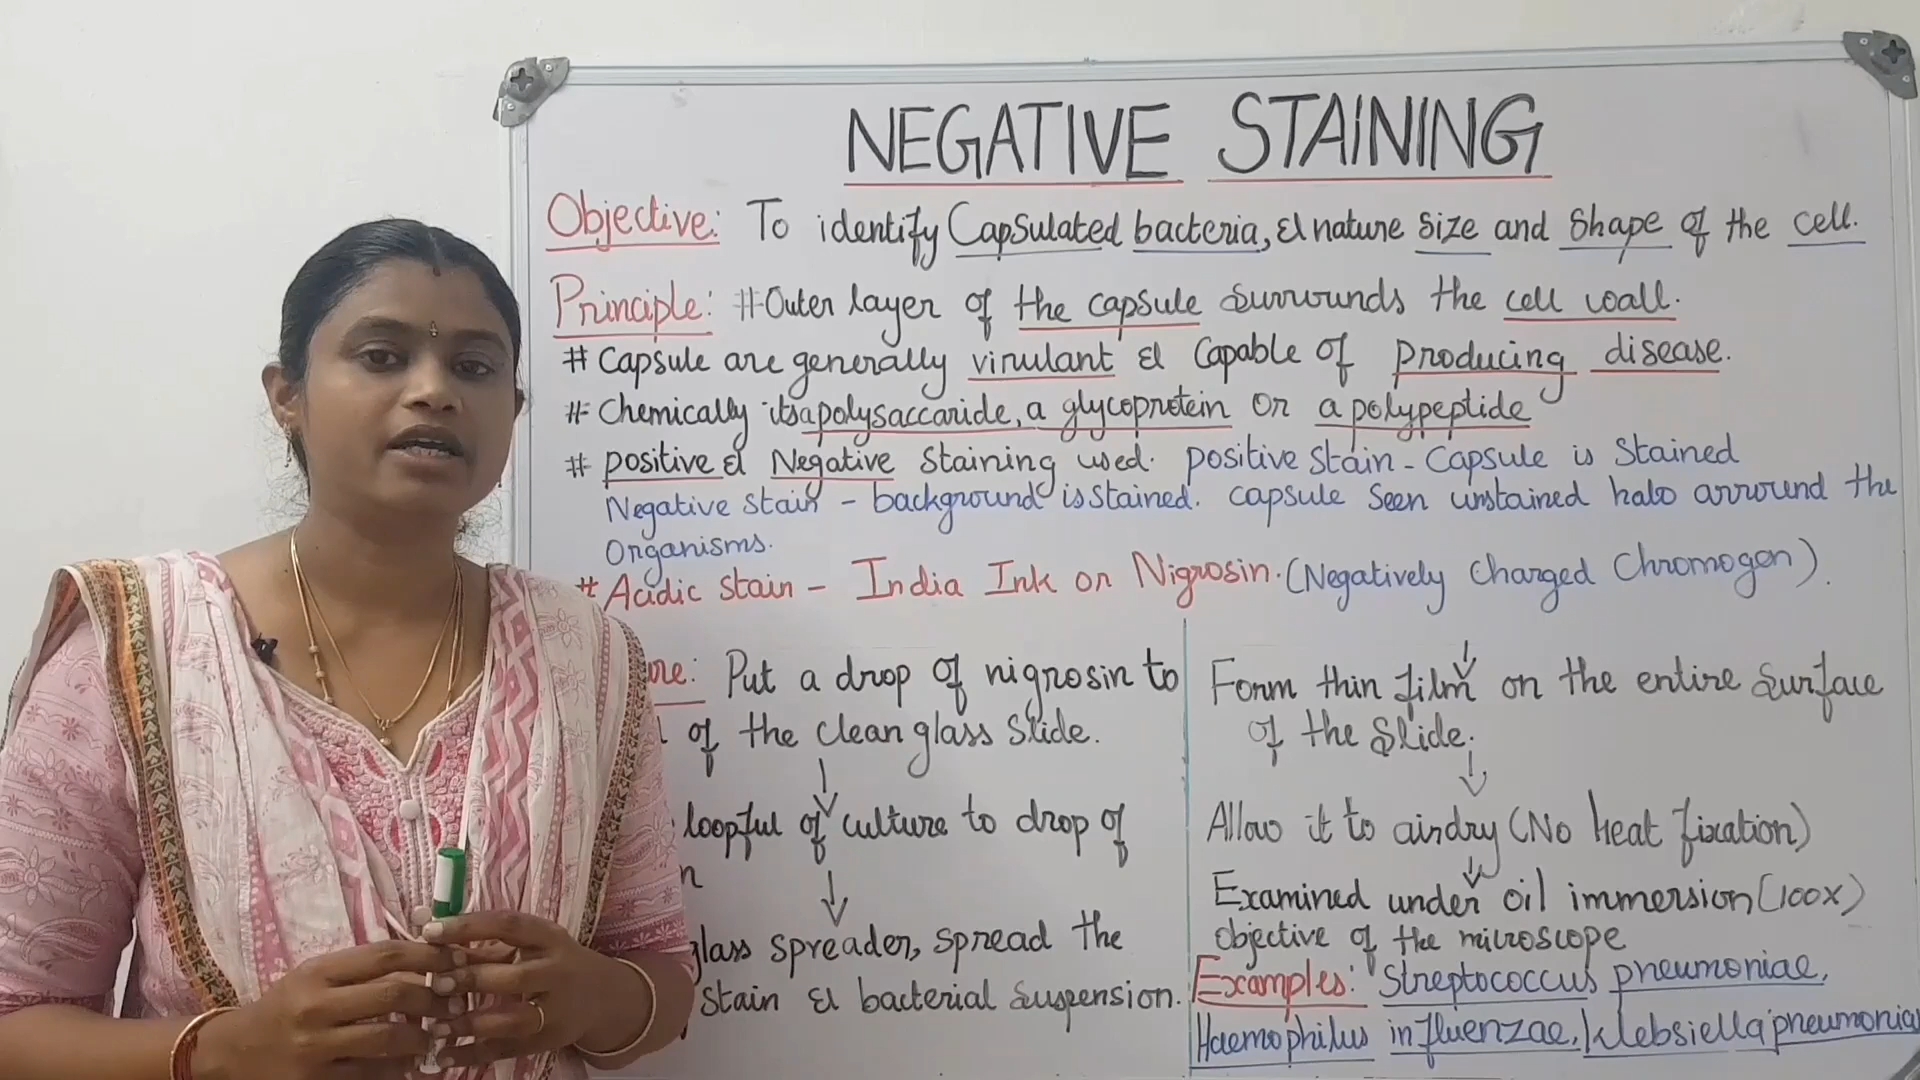 NEGATIVE STAINING
Objective: To identify Capsulated bacteria, & nature size and shape of the cell.
Principle: #Outer layer of the capsule surrounds the cell wall.
# Capsule are generally virulant & Capable of producing disease.
# Chemically its a polysaccaride, a glycoprotein or a polypeptide
# positive & Negative staining used. positive stain - Capsule is stained
Negative stain - background is stained. Capsule seen unstained halo arround the
Organisms.
# Acidic stain - India Ink or Nigrosin. (Negatively Charged Chromogen).
Put a drop of nigrosin to
of the clean glass slide.
↓
loopful of culture to drop of
↓
glass spreader, spread the
stain & bacterial suspension.
↓
Form thin film on the entire surface
of the slide.
↓
Allow it to airdry (No heat fixation)
↓
Examined under oil immersion (100x)
objective of the microscope
Examples: Streptococcus pneumoniae,
Haemophilus influenzae, klebsiella pneumonia